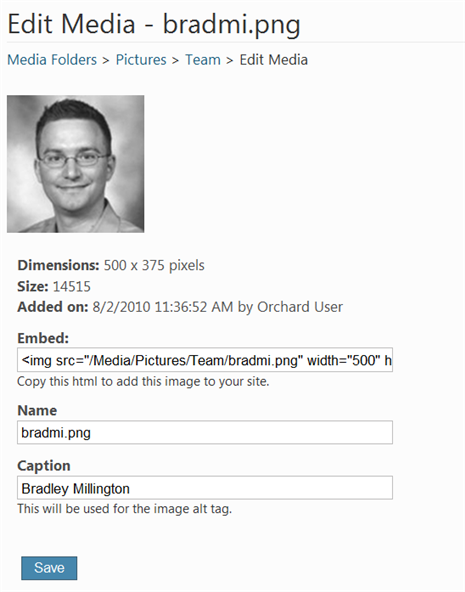 Edit Media - bradmi.png
Media Folders > Pictures > Team > Edit Media
Dimensions: 500 x 375 pixels
Size: 14515
Added on: 8/2/2010 11:36:52 AM by Orchard User
Embed:
<img src="/Media/Pictures/Team/bradmi.png" width="500" h
Copy this html to add this image to your site.
Name
bradmi.png
Caption
Bradley Millington
This will be used for the image alt tag.
Save